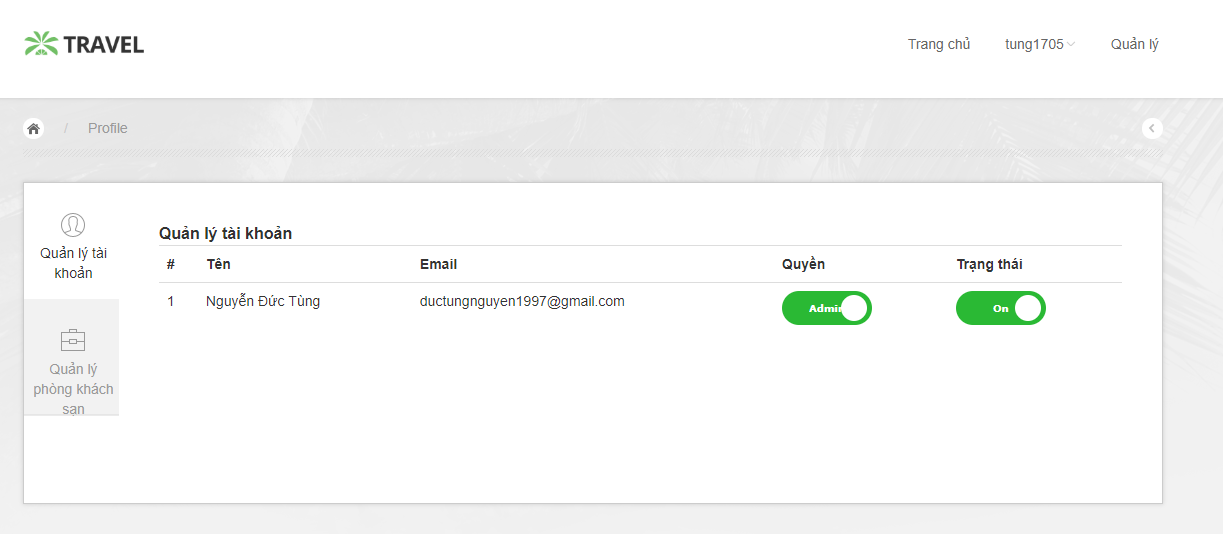 TRAVEL
Trang chủ tung1705 Quản lý
/ Profile
Quản lý tài
khoản
Quản lý
phòng khách
sạn
Quản lý tài khoản
# Tên Email Quyền Trạng thái
1 Nguyễn Đức Tùng ductungnguyen1997@gmail.com Admin On